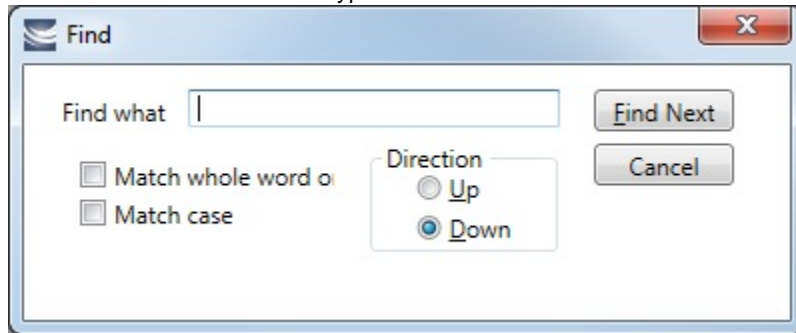 Find
Find what
Find Next
Match whole word
Direction
Cancel
Up
Match case
Down